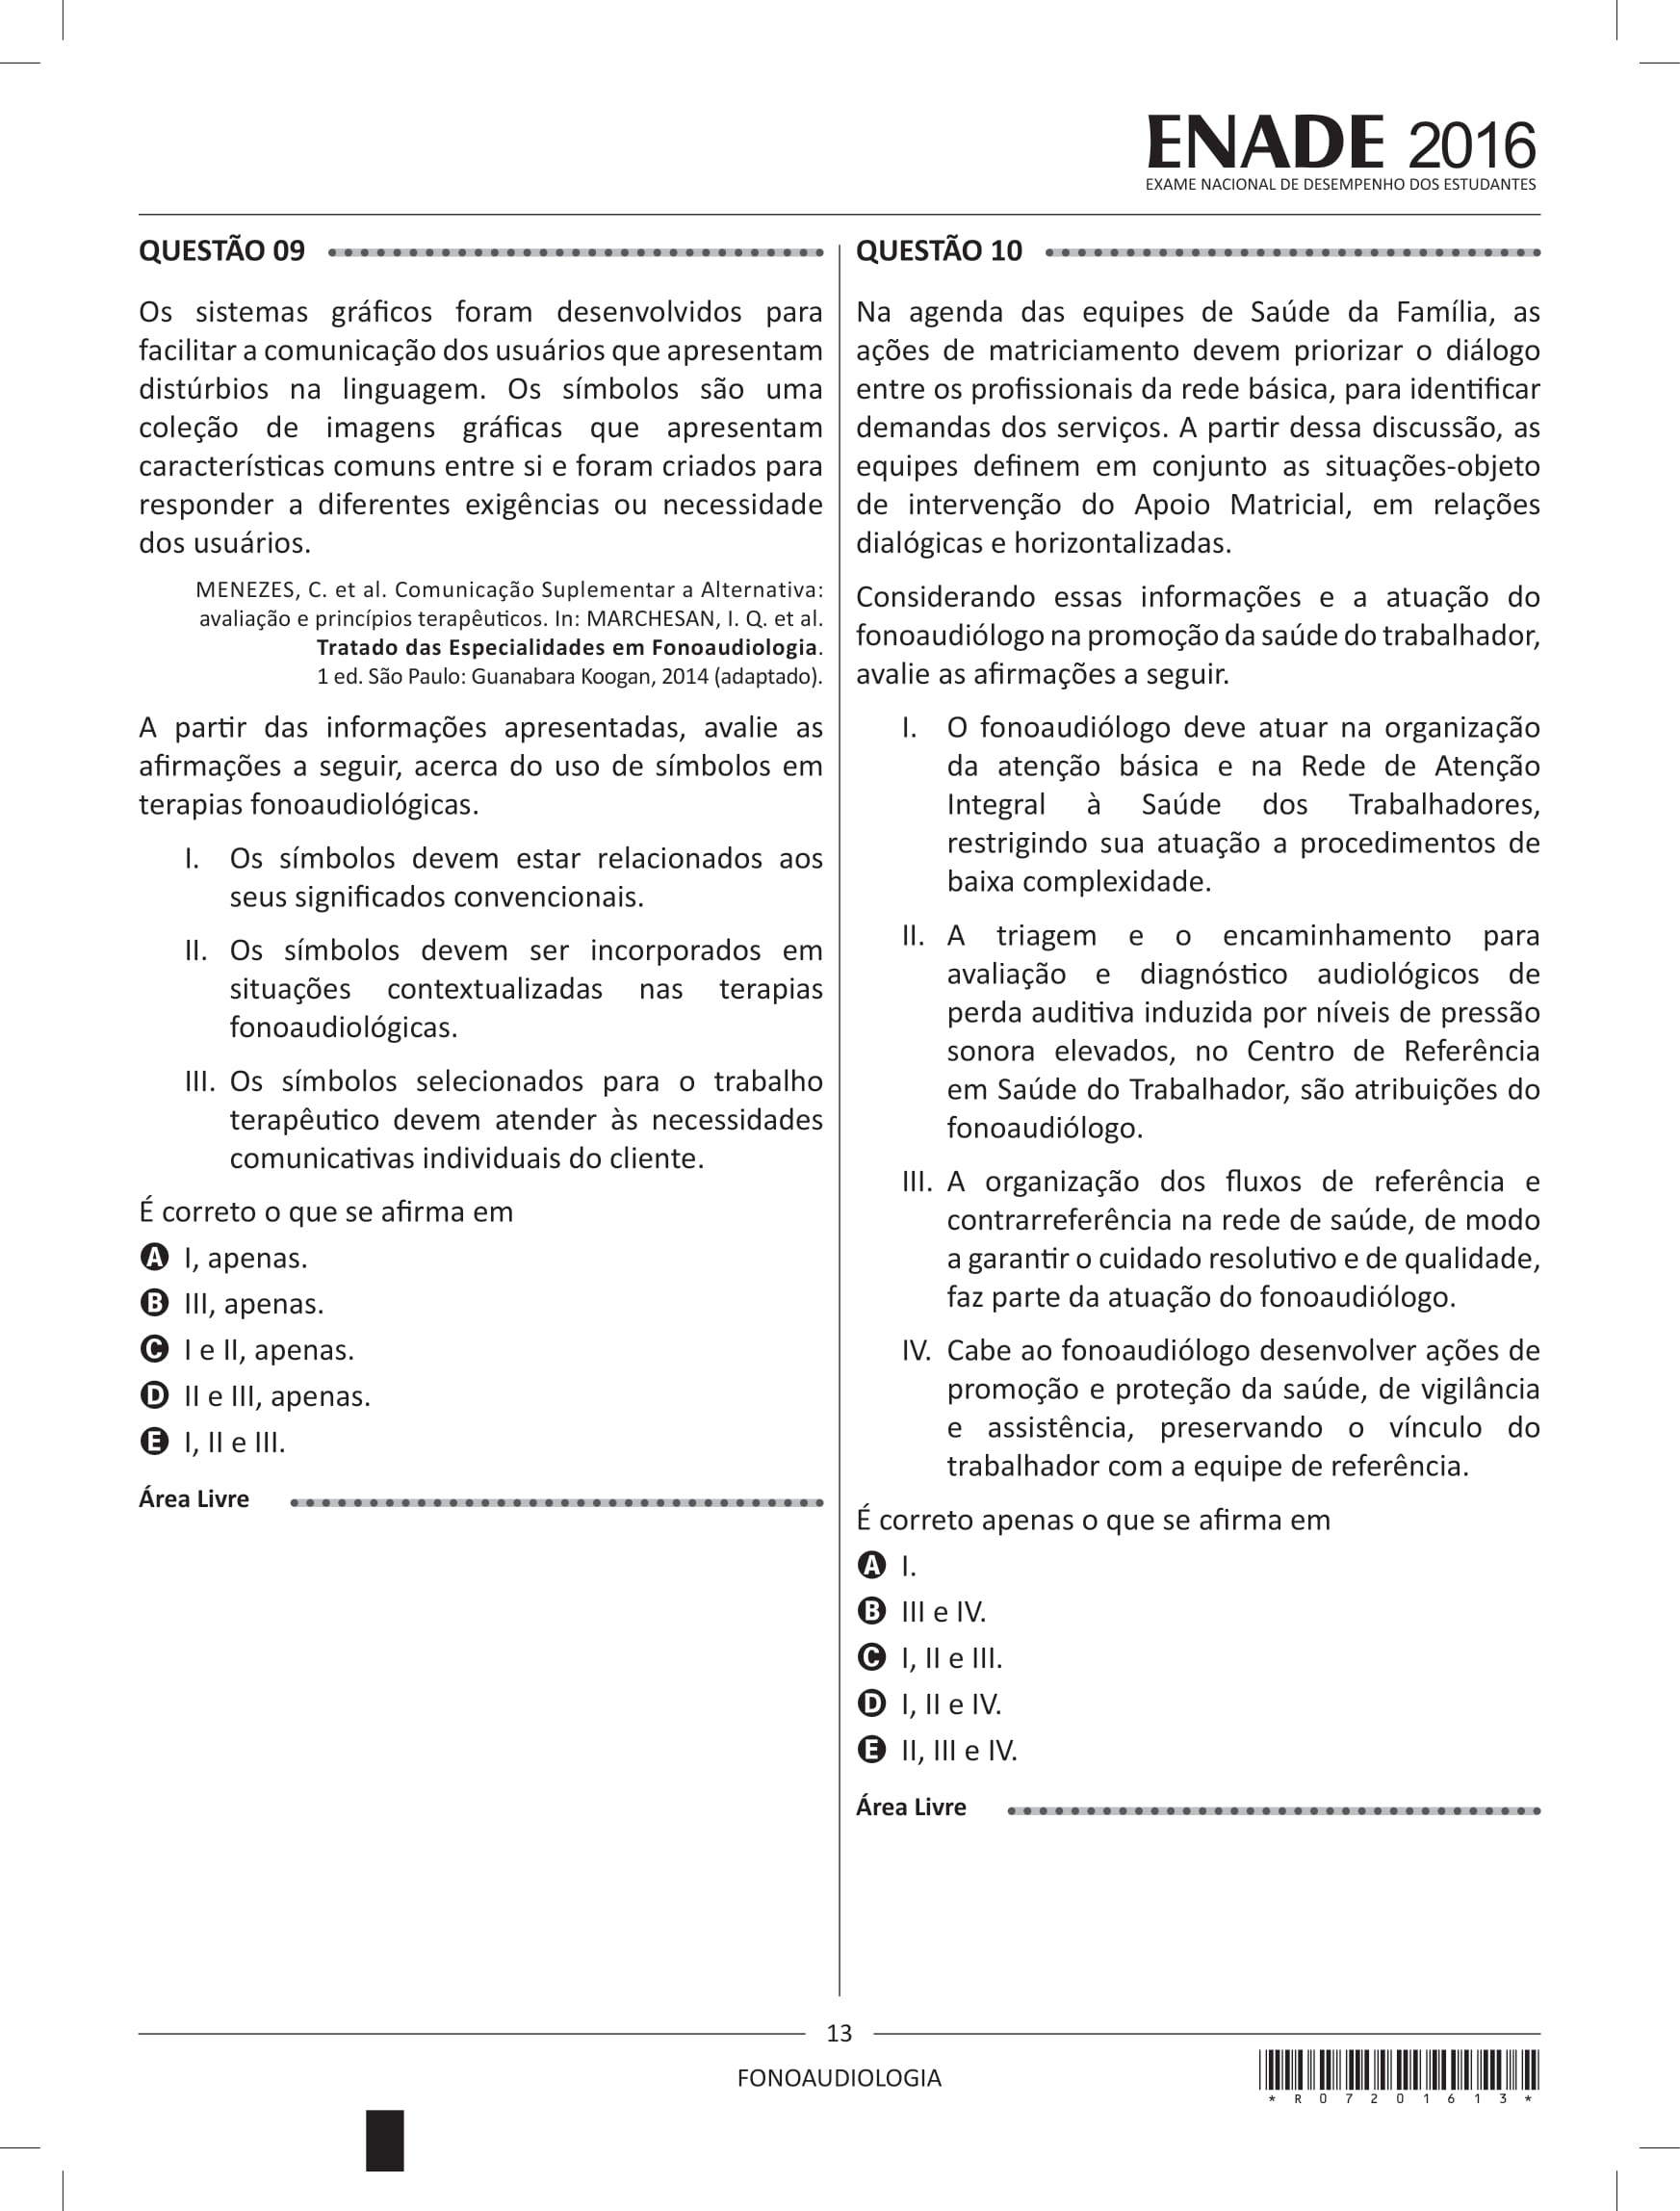 ENADE 2016
EXAME NACIONAL DE DESEMPENHO DOS ESTUDANTES
QUESTÃO 09
Os sistemas gráficos foram desenvolvidos para
facilitar a comunicação dos usuários que apresentam
distúrbios na linguagem. Os símbolos são uma
coleção de imagens gráficas que apresentam
características comuns entre si e foram criados para
responder a diferentes exigências ou necessidade
dos usuários.
MENEZES, C. et al. Comunicação Suplementar a Alternativa:
avaliação e princípios terapêuticos. In: MARCHESAN, I. Q. et al.
Tratado das Especialidades em Fonoaudiologia.
1 ed. São Paulo: Guanabara Koogan, 2014 (adaptado).
A partir das informações apresentadas, avalie as
afirmações a seguir, acerca do uso de símbolos em
terapias fonoaudiológicas.
I. Os símbolos devem estar relacionados aos
seus significados convencionais.
II. Os símbolos devem ser incorporados em
situações contextualizadas nas terapias
fonoaudiológicas.
III. Os símbolos selecionados para o trabalho
terapêutico devem atender às necessidades
comunicativas individuais do cliente.
É correto o que se afirma em
A I, apenas.
B III, apenas.
C I e II, apenas.
D II e III, apenas.
E I, II e III.
Área Livre
QUESTÃO 10
Na agenda das equipes de Saúde da Família, as
ações de matriciamento devem priorizar o diálogo
entre os profissionais da rede básica, para identificar
demandas dos serviços. A partir dessa discussão, as
equipes definem em conjunto as situações-objeto
de intervenção do Apoio Matricial, em relações
dialógicas e horizontalizadas.
Considerando essas informações e a atuação do
fonoaudiólogo na promoção da saúde do trabalhador,
avalie as afirmações a seguir.
I. O fonoaudiólogo deve atuar na organização
da atenção básica e na Rede de Atenção
Integral à Saúde dos Trabalhadores,
restrigindo sua atuação a procedimentos de
baixa complexidade.
II. A triagem e o encaminhamento para
avaliação e diagnóstico audiológicos de
perda auditiva induzida por níveis de pressão
sonora elevados, no Centro de Referência
em Saúde do Trabalhador, são atribuições do
fonoaudiólogo.
III. A organização dos fluxos de referência e
contrarreferência na rede de saúde, de modo
a garantir o cuidado resolutivo e de qualidade,
faz parte da atuação do fonoaudiólogo.
IV. Cabe ao fonoaudiólogo desenvolver ações de
promoção e proteção da saúde, de vigilância
e assistência, preservando o vínculo do
trabalhador com a equipe de referência.
É correto apenas o que se afirma em
A I.
B III e IV.
C I, II e III.
D I, II e IV.
E II, III e IV.
Área Livre
13
FONOAUDIOLOGIA
* R 0 7 2 0 1 6 1 3 *